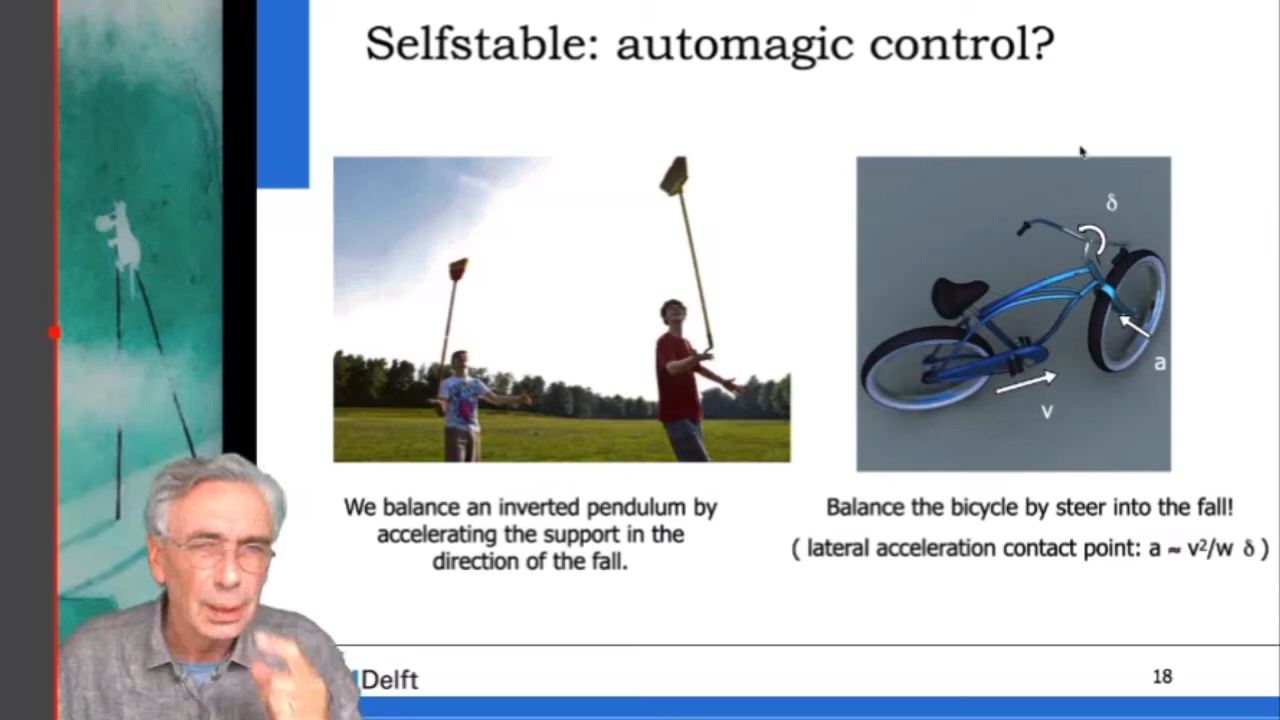 Selfstable: automagic control?
δ
a
v
We balance an inverted pendulum by
accelerating the support in the
direction of the fall.
Balance the bicycle by steer into the fall!
( lateral acceleration contact point: a ≈ v²/w δ )
Delft
18